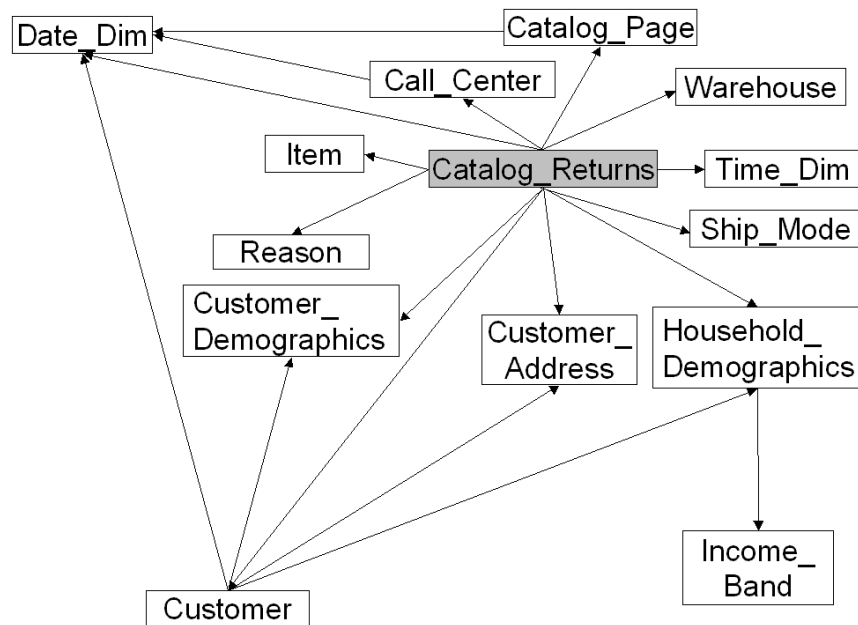 Date_Dim
Catalog_Page
Call_Center
Warehouse
Item
Catalog_Returns
Time_Dim
Ship_Mode
Reason
Customer_
Demographics
Customer_
Address
Household_
Demographics
Income_
Band
Customer